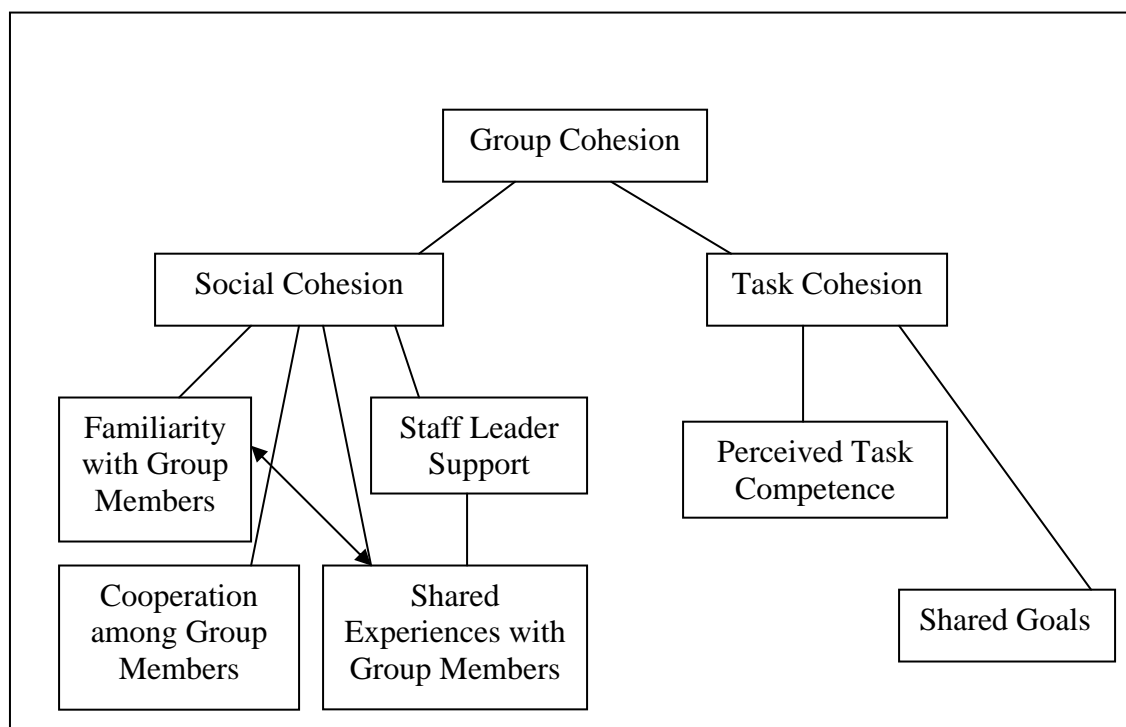 Group Cohesion
Social Cohesion
Task Cohesion
Familiarity
with Group
Members
Staff Leader
Support
Perceived Task
Competence
Cooperation
among Group
Members
Shared
Experiences with
Group Members
Shared Goals